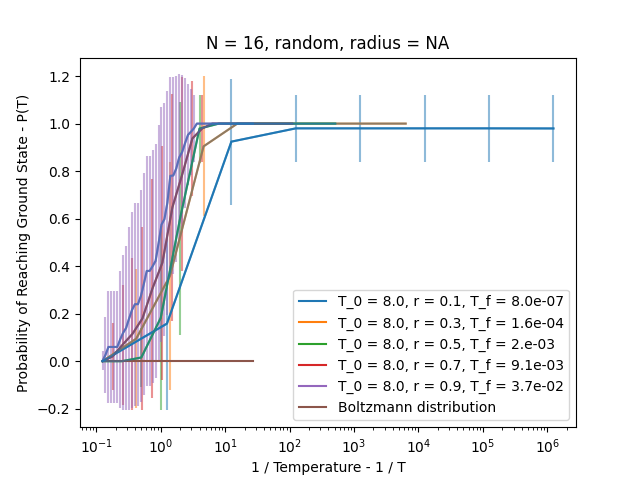 N = 16, random, radius = NA
Probability of Reaching Ground State - P(T)
1.2
1.0
0.8
0.6
0.4
0.2
0.0
−0.2
T_0 = 8.0, r = 0.1, T_f = 8.0e-07
T_0 = 8.0, r = 0.3, T_f = 1.6e-04
T_0 = 8.0, r = 0.5, T_f = 2.e-03
T_0 = 8.0, r = 0.7, T_f = 9.1e-03
T_0 = 8.0, r = 0.9, T_f = 3.7e-02
Boltzmann distribution
10⁻¹ 10⁰ 10¹ 10² 10³ 10⁴ 10⁵ 10⁶
1 / Temperature - 1 / T